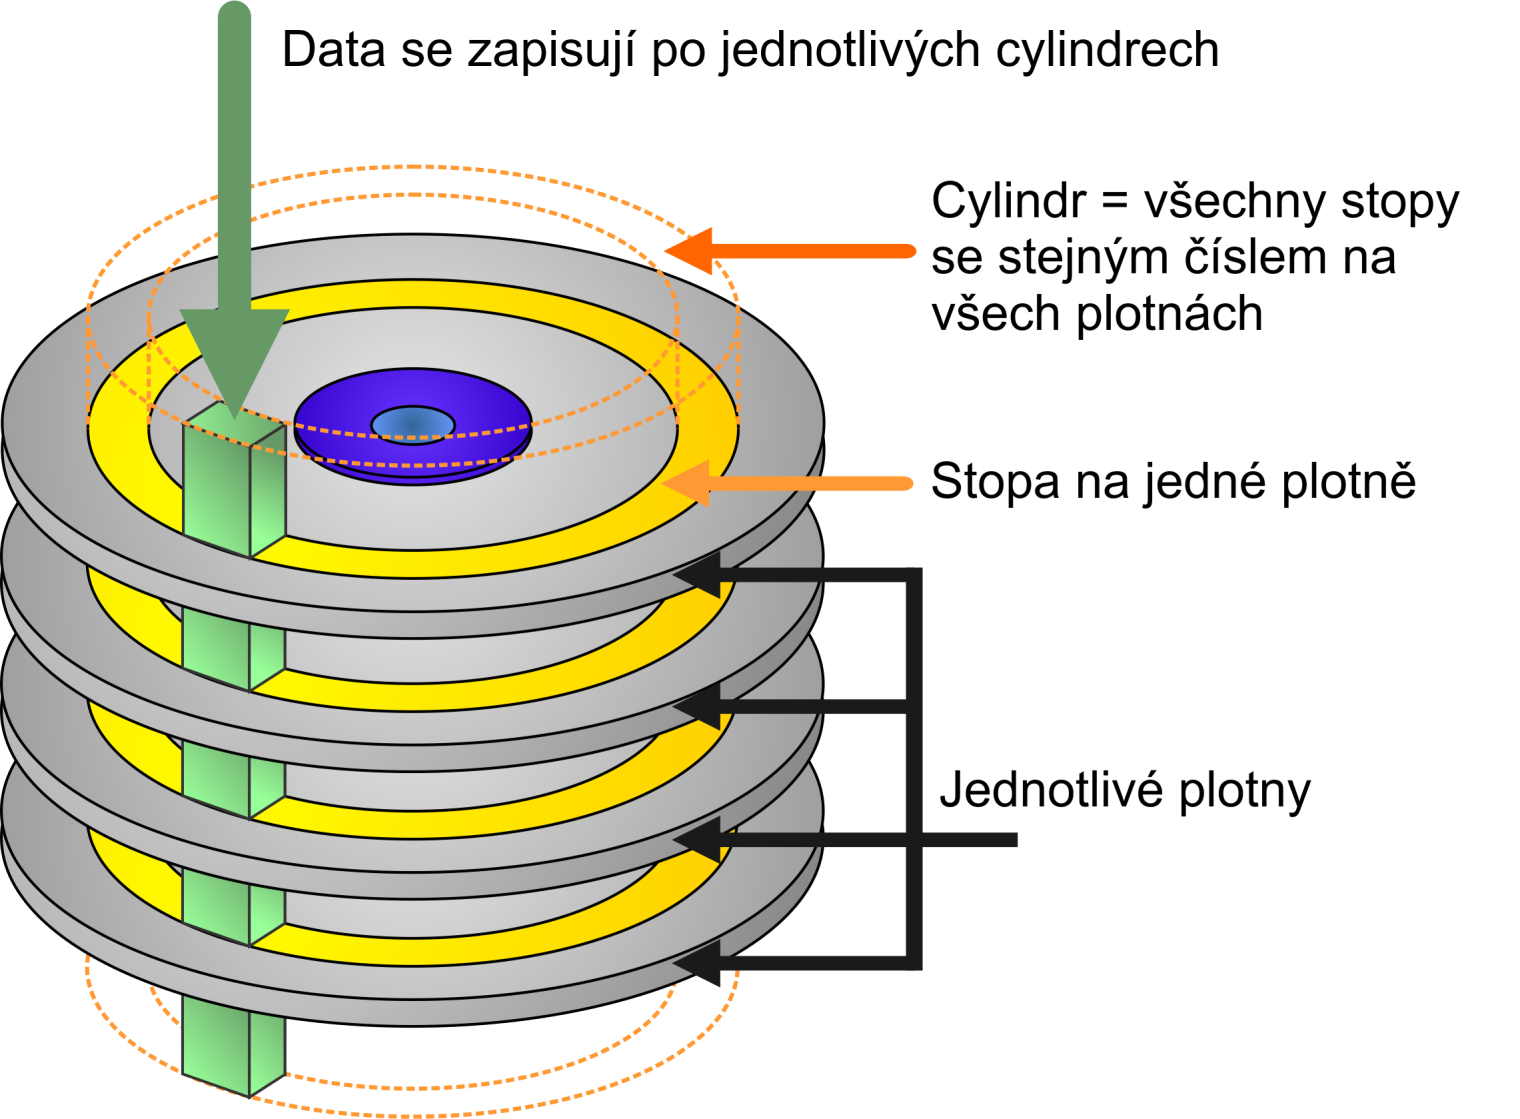 Data se zapisují po jednotlivých cylindrech
Cylindr = všechny stopy
se stejným číslem na
všech plotnách
Stopa na jedné plotně
Jednotlivé plotny